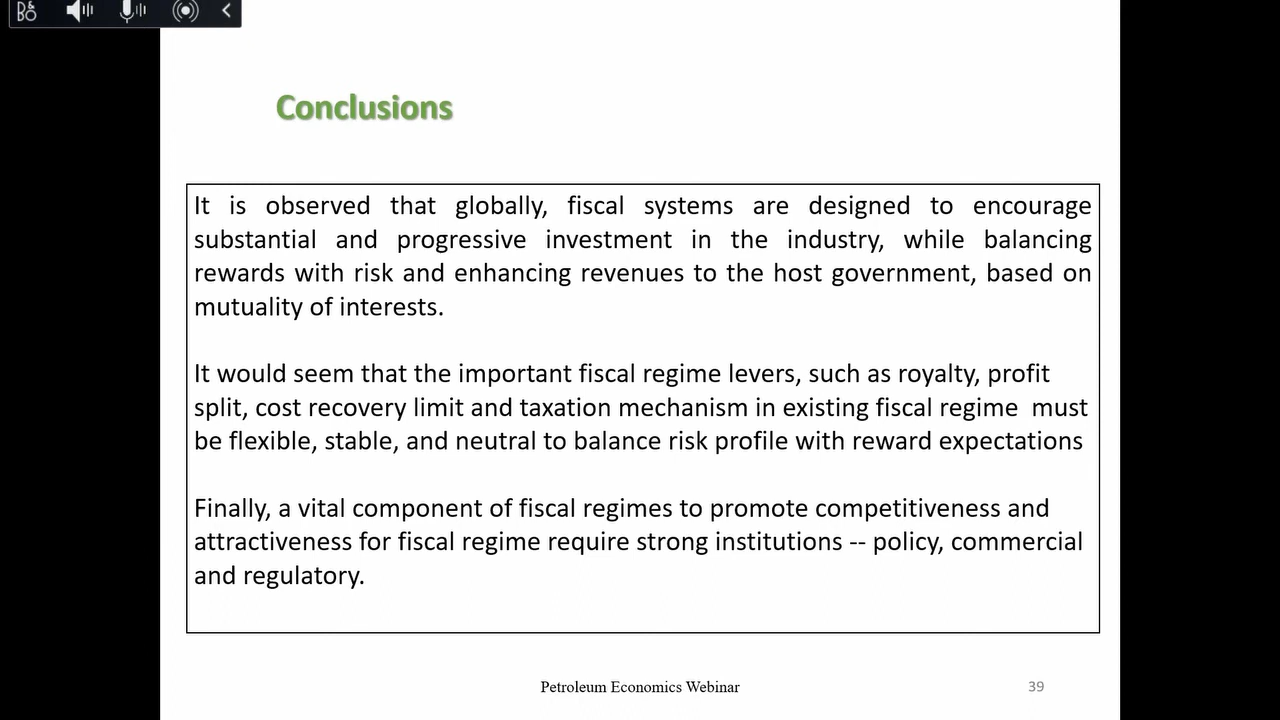 B&O
Conclusions
It is observed that globally, fiscal systems are designed to encourage
substantial and progressive investment in the industry, while balancing
rewards with risk and enhancing revenues to the host government, based on
mutuality of interests.
It would seem that the important fiscal regime levers, such as royalty, profit
split, cost recovery limit and taxation mechanism in existing fiscal regime  must
be flexible, stable, and neutral to balance risk profile with reward expectations
Finally, a vital component of fiscal regimes to promote competitiveness and
attractiveness for fiscal regime require strong institutions -- policy, commercial
and regulatory.
Petroleum Economics Webinar
39